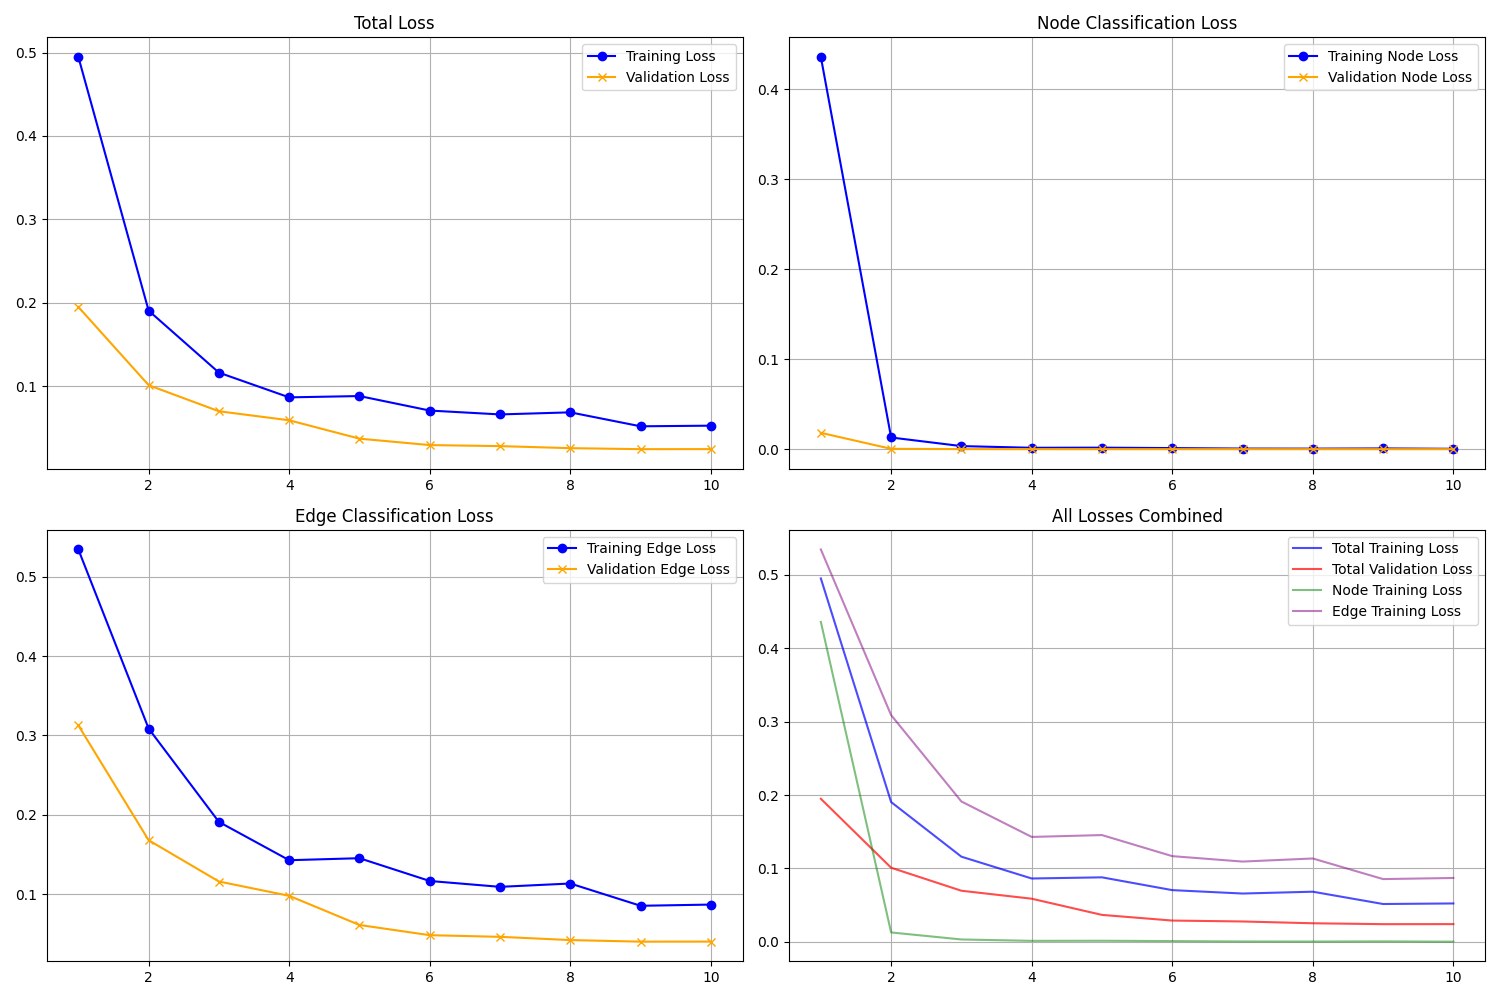 Total Loss
0.5
0.4
0.3
0.2
0.1
2 4 6 8 10
Training Loss
Validation Loss
Node Classification Loss
0.4
0.3
0.2
0.1
0.0
2 4 6 8 10
Training Node Loss
Validation Node Loss
Edge Classification Loss
0.5
0.4
0.3
0.2
0.1
2 4 6 8 10
Training Edge Loss
Validation Edge Loss
All Losses Combined
0.5
0.4
0.3
0.2
0.1
0.0
2 4 6 8 10
Total Training Loss
Total Validation Loss
Node Training Loss
Edge Training Loss